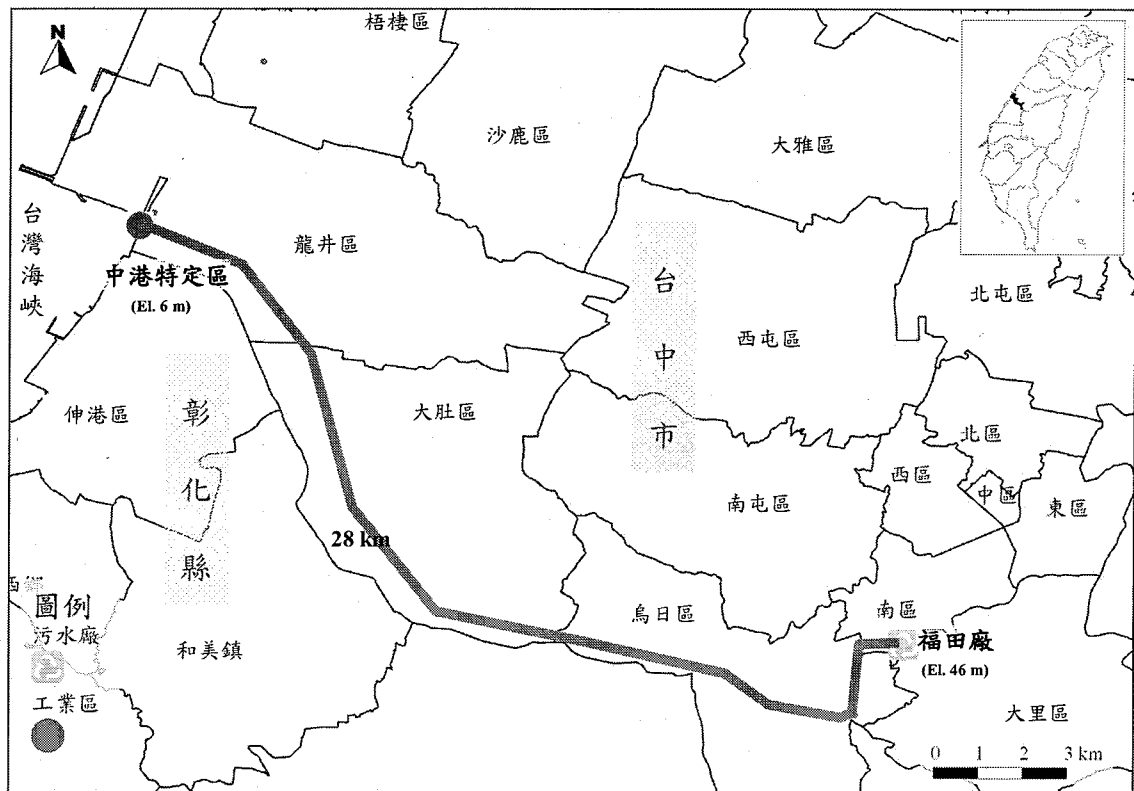 N
梧棲區
沙鹿區
大雅區
台灣海峽
龍井區
中港特定區
(El. 6 m)
台中市
北屯區
西屯區
伸港區
彰化縣
大肚區
北區
西區
中區
東區
南屯區
28 km
烏日區
南區
福田廠
(El. 46 m)
圖例
污水廠
和美鎮
工業區
大里區
0 1 2 3 km